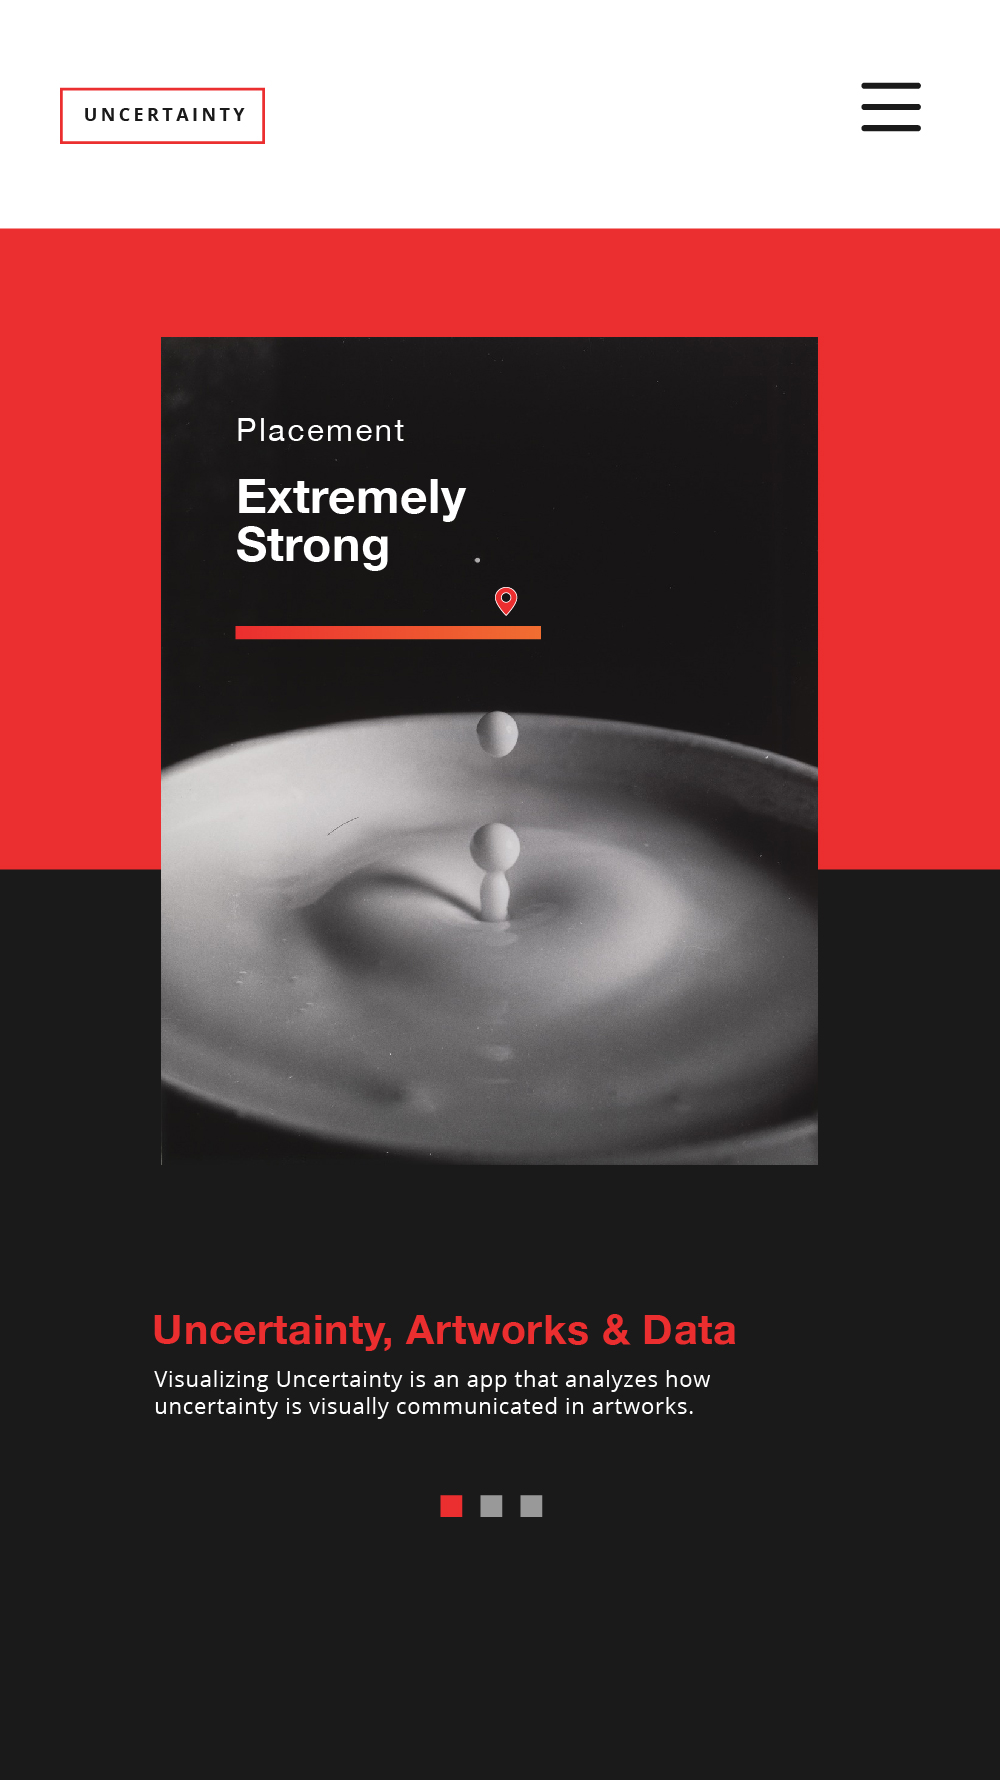 UNCERTAINTY
Placement
Extremely
Strong
Uncertainty, Artworks & Data
Visualizing Uncertainty is an app that analyzes how
uncertainty is visually communicated in artworks.